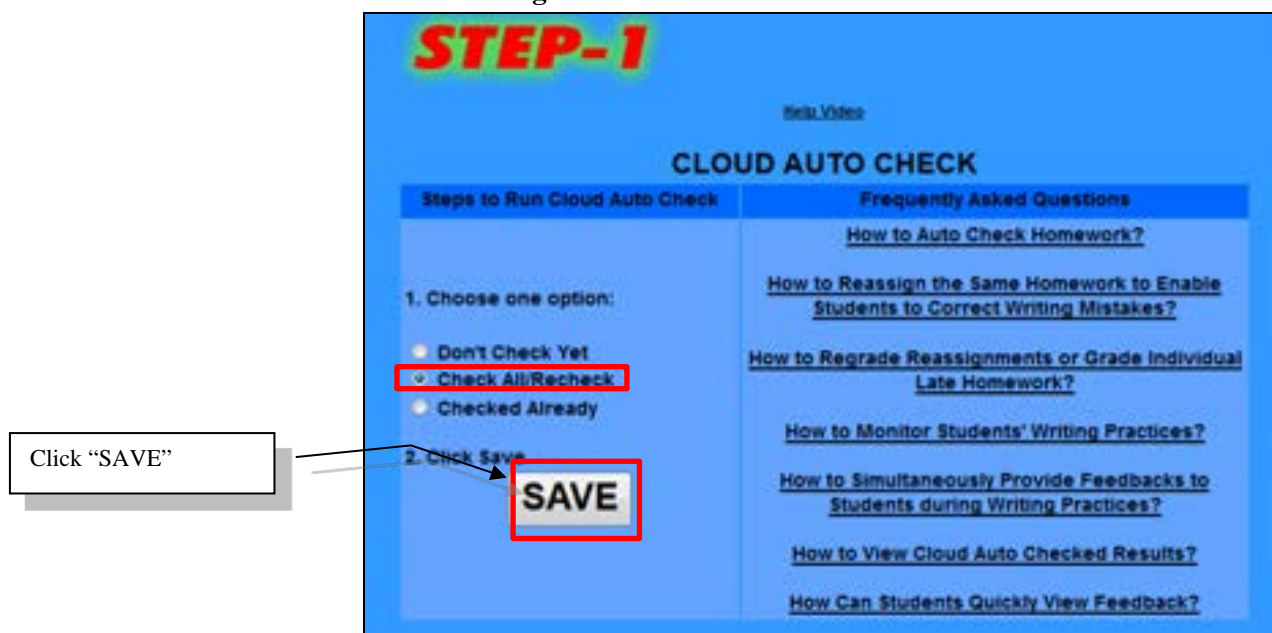 STEP-1
Help Video
CLOUD AUTO CHECK
Steps to Run Cloud Auto Check
Frequently Asked Questions
1. Choose one option:
Don't Check Yet
Check All/Recheck
Checked Already
2. Click Save
SAVE
How to Auto Check Homework?
How to Reassign the Same Homework to Enable
Students to Correct Writing Mistakes?
How to Regrade Reassignments or Grade Individual
Late Homework?
How to Monitor Students' Writing Practices?
How to Simultaneously Provide Feedbacks to
Students during Writing Practices?
How to View Cloud Auto Checked Results?
How Can Students Quickly View Feedback?
Click “SAVE”